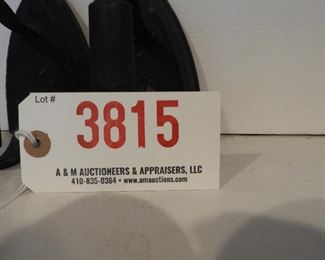 Lot #
3815
A & M AUCTIONEERS & APPRAISERS, LLC
410-835-0384 • www.amauctions.com